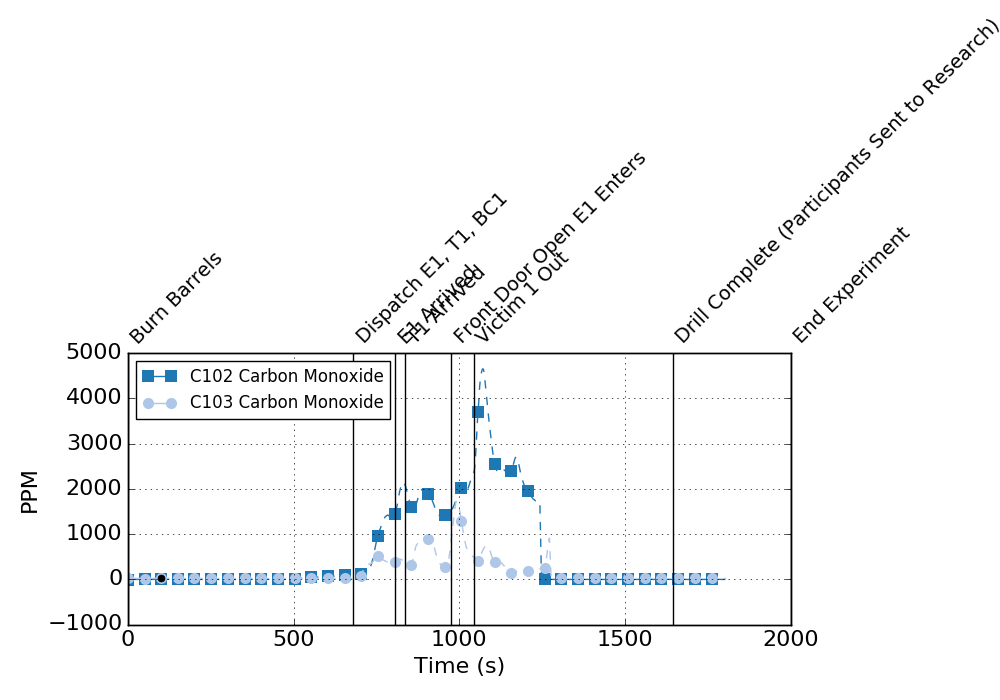 Burn Barrels
Dispatch E1, T1, BC1
E1 Arrived
T1 Arrived
Front Door Open E1 Enters
Victim 1 Out
Drill Complete (Participants Sent to Research)
End Experiment
5000
4000
3000
2000
1000
0
−1000
PPM
C102 Carbon Monoxide
C103 Carbon Monoxide
0 500 1000 1500 2000
Time (s)